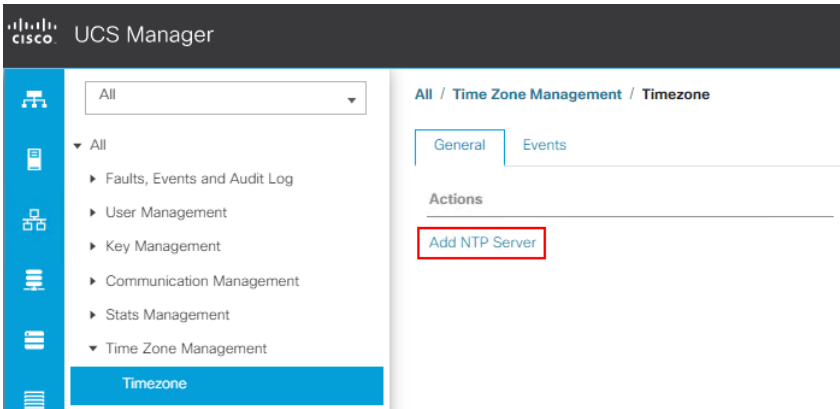 CISCO UCS Manager
All
All
Faults, Events and Audit Log
User Management
Key Management
Communication Management
Stats Management
Time Zone Management
Timezone
All / Time Zone Management / Timezone
General Events
Actions
Add NTP Server